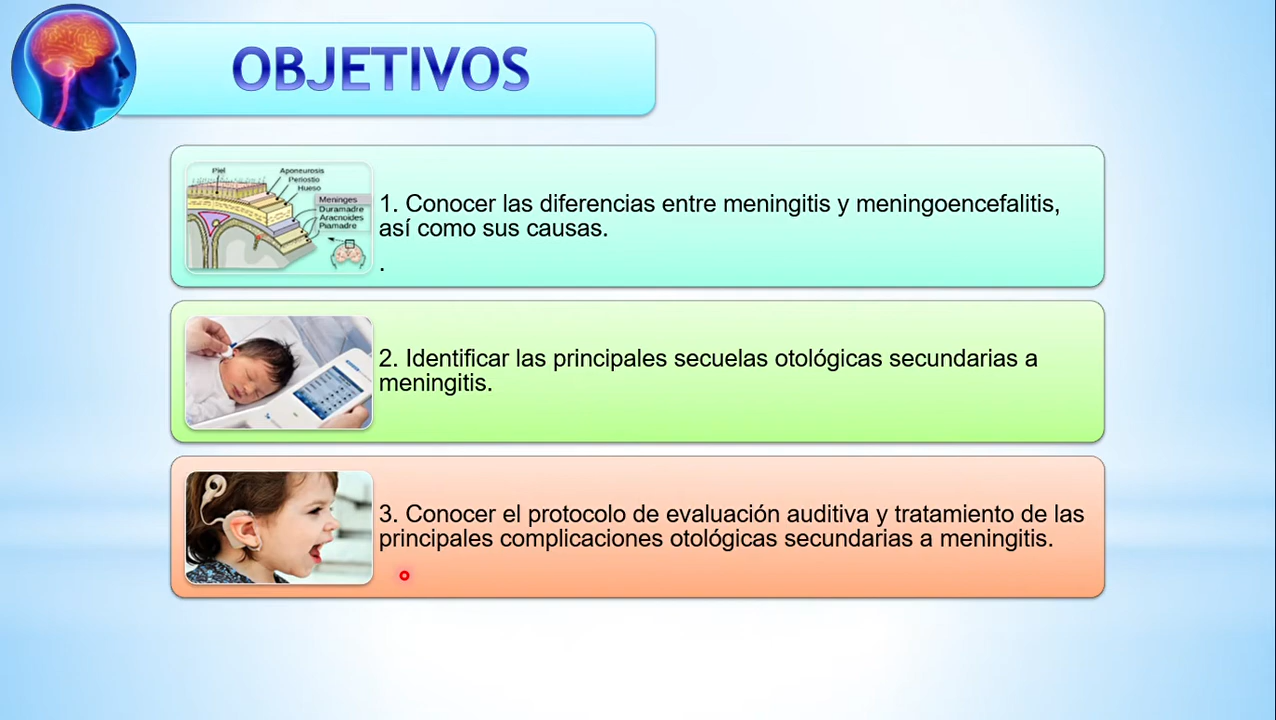 OBJETIVOS
Piel
Aponeurosis
Periostio
Hueso
Meninges
Duramadre
Aracnoides
Piamadre
1. Conocer las diferencias entre meningitis y meningoencefalitis,
así como sus causas.
.
2. Identificar las principales secuelas otológicas secundarias a
meningitis.
3. Conocer el protocolo de evaluación auditiva y tratamiento de las
principales complicaciones otológicas secundarias a meningitis.